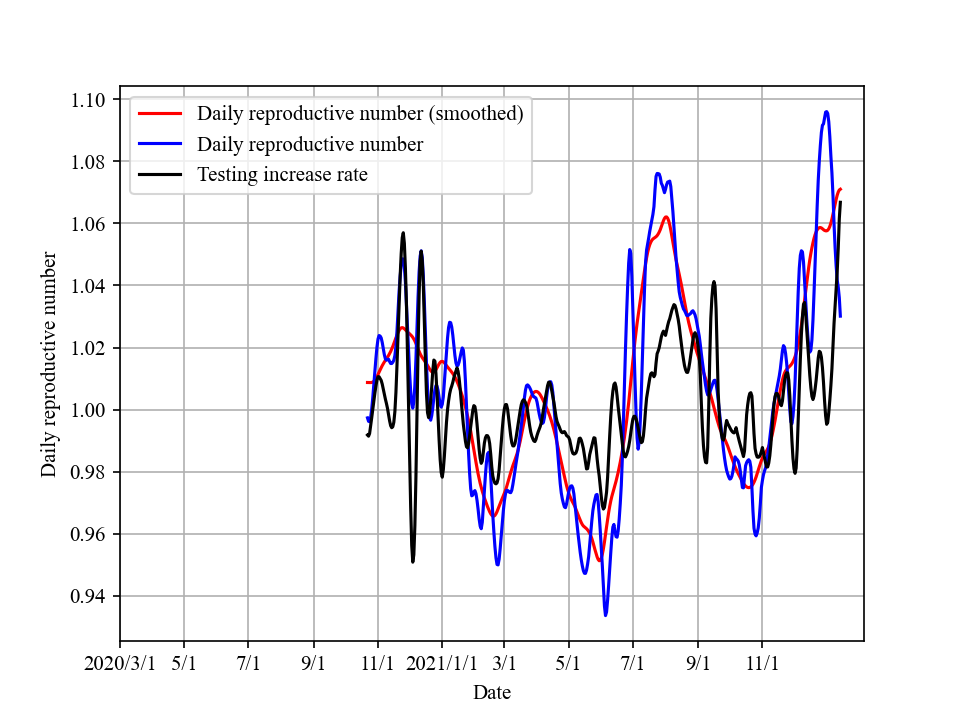 Daily reproductive number (smoothed)
Daily reproductive number
Testing increase rate
1.10
1.08
1.06
1.04
1.02
1.00
0.98
0.96
0.94
Daily reproductive number
2020/3/1 5/1 7/1 9/1 11/1 2021/1/1 3/1 5/1 7/1 9/1 11/1
Date